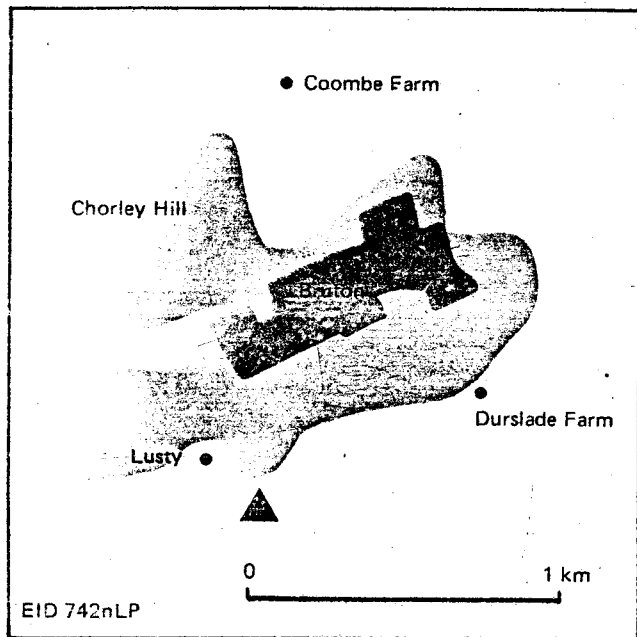 Coombe Farm
Chorley Hill
Bruton
Durslade Farm
Lusty
0 1 km
EID 742nLP